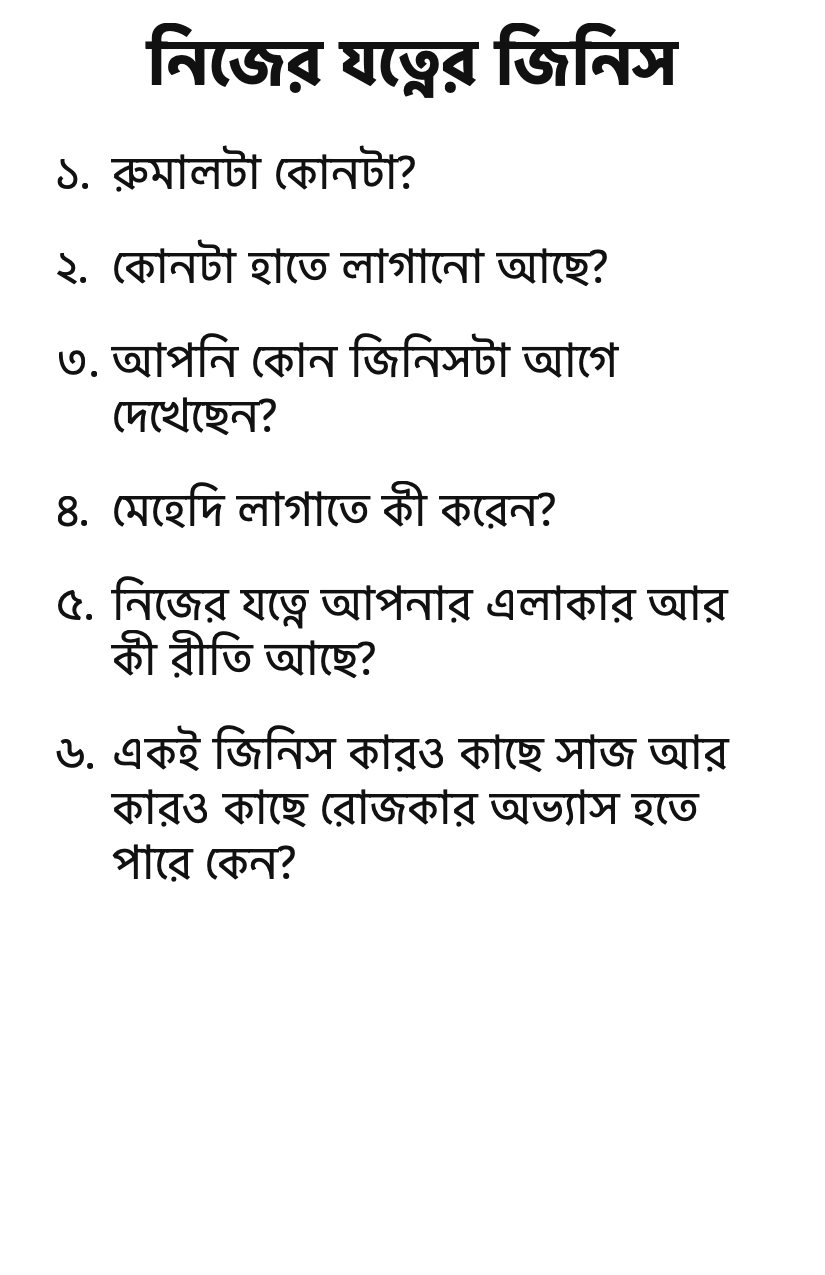 নিজের যত্নের জিনিস
১. রুমালটা কোনটা?
২. কোনটা হাতে লাগানো আছে?
৩. আপনি কোন জিনিসটা আগে
দেখেছেন?
৪. মেহেদি লাগাতে কী করেন?
৫. নিজের যত্নে আপনার এলাকার আর
কী রীতি আছে?
৬. একই জিনিস কারও কাছে সাজ আর
কারও কাছে রোজকার অভ্যাস হতে
পারে কেন?